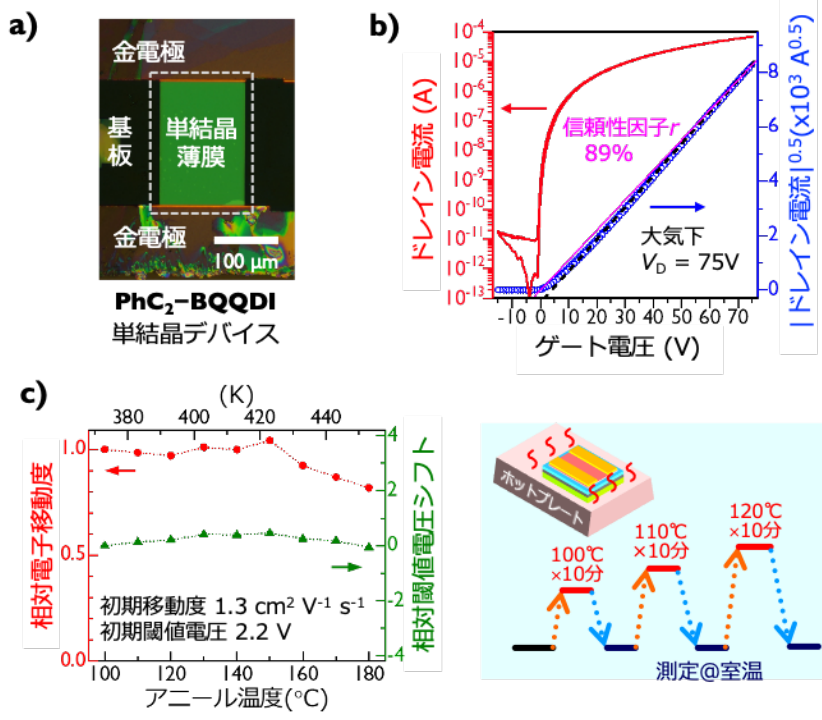 a)
金電極
基
板
単結晶
薄膜
金電極
100 μm
PhC₂−BQQDI
単結晶デバイス
b)
ドレイン電流 (A)
10⁻⁴
10⁻⁵
10⁻⁶
10⁻⁷
10⁻⁸
10⁻⁹
10⁻¹⁰
10⁻¹¹
10⁻¹²
10⁻¹³
信頼性因子r
89%
大気下
V_D = 75V
8
6
4
2
0
|ドレイン電流|⁰·⁵(x10³ A⁰·⁵)
-10 0 10 20 30 40 50 60 70
ゲート電圧 (V)
c)
(K)
380 400 420 440
相対電子移動度
1.0
0.5
0.0
4
2
0
-2
-4
相対閾値電圧シフト
初期移動度 1.3 cm² V⁻¹ s⁻¹
初期閾値電圧 2.2 V
100 120 140 160 180
アニール温度(°C)
ホットプレート
100℃
×10分
110℃
×10分
120℃
×10分
測定@室温